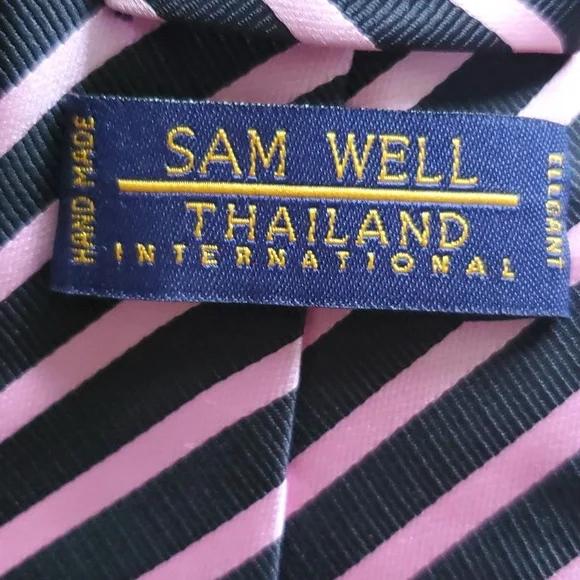 HAND MADE
SAM WELL
THAILAND
INTERNATIONAL
ELEGANT